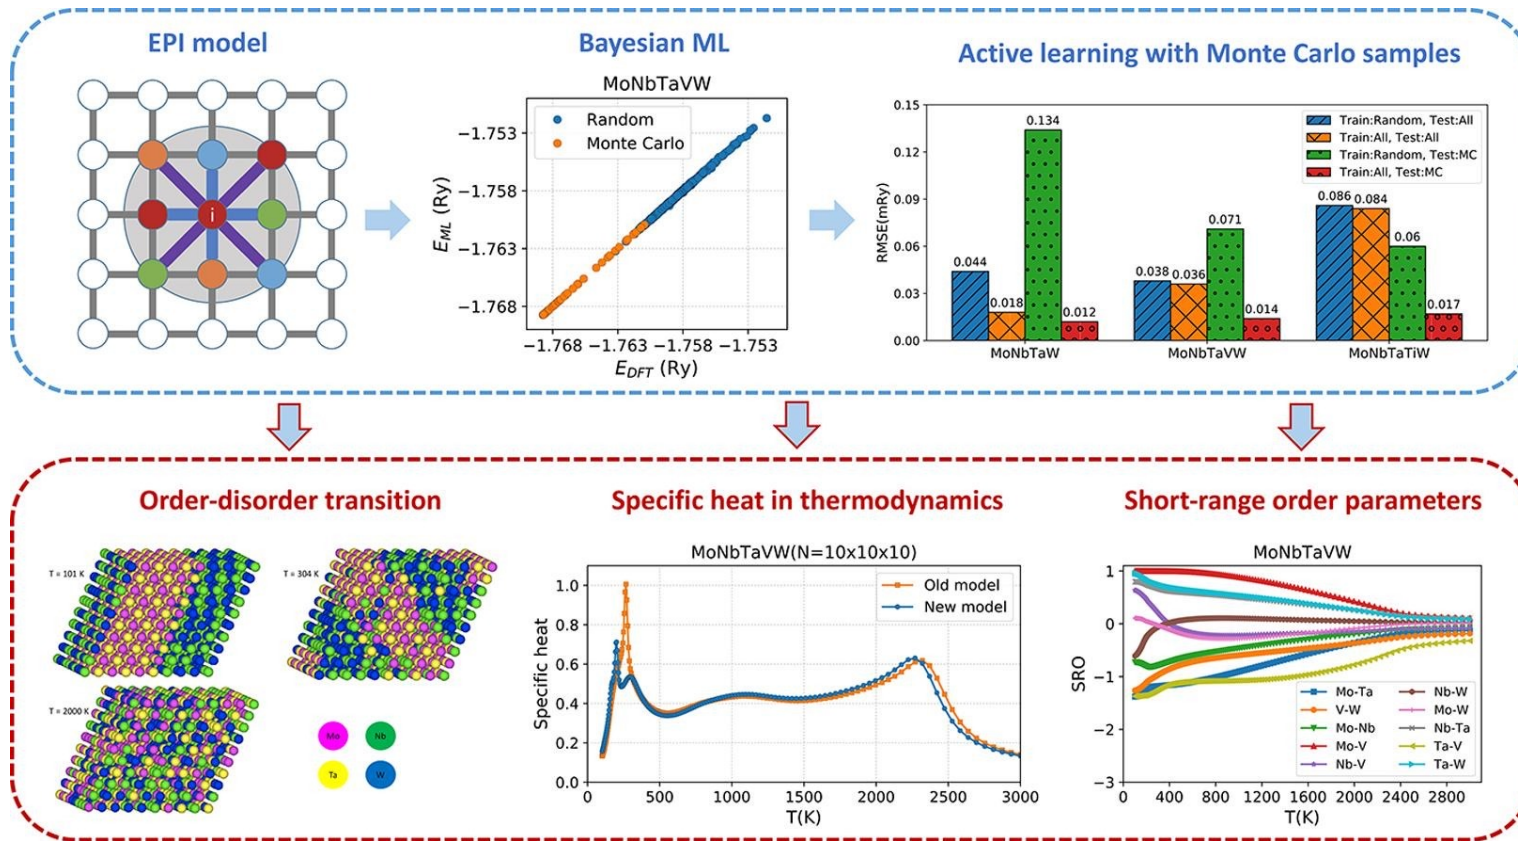 EPI model
i
Bayesian ML
MoNbTaVW
Random
Monte Carlo
−1.753
−1.758
−1.763
−1.768
E_ML (Ry)
−1.768 −1.763 −1.758 −1.753
E_DFT (Ry)
Active learning with Monte Carlo samples
0.15
0.12
0.09
0.06
0.03
0.00
RMSE(mRy)
Train:Random, Test:All
Train:All, Test:All
Train:Random, Test:MC
Train:All, Test:MC
0.044
0.018
0.134
0.012
0.038
0.036
0.071
0.014
0.086
0.084
0.06
0.017
MoNbTaW MoNbTaVW MoNbTaTiW
Order-disorder transition
T = 101 K
T = 304 K
T = 2000 K
Mo Nb
Ta W
Specific heat in thermodynamics
MoNbTaVW(N=10x10x10)
Old model
New model
1.0
0.8
0.6
0.4
0.2
0.0
Specific heat
0 500 1000 1500 2000 2500 3000
T(K)
Short-range order parameters
MoNbTaVW
1
0
−1
−2
−3
SRO
Mo-Ta
V-W
Mo-Nb
Mo-V
Nb-V
Nb-W
Mo-W
Nb-Ta
Ta-V
Ta-W
0 400 800 1200 1600 2000 2400 2800
T(K)